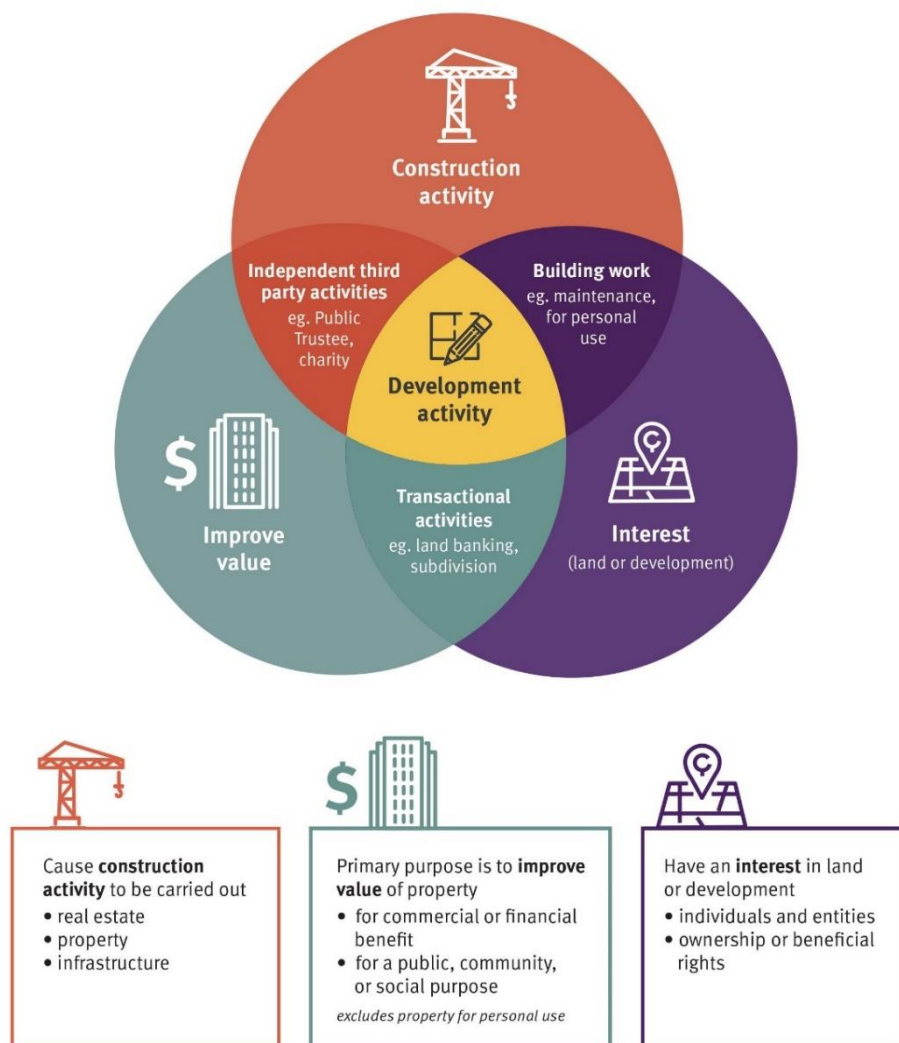 Construction
activity
Independent third
party activities
eg. Public
Trustee,
charity
Building work
eg. maintenance,
for personal
use
Development
activity
$
Improve
value
Transactional
activities
eg. land banking,
subdivision
Interest
(land or development)
$
Cause construction
activity to be carried out
• real estate
• property
• infrastructure
Primary purpose is to improve
value of property
• for commercial or financial
benefit
• for a public, community,
or social purpose
excludes property for personal use
Have an interest in land
or development
• individuals and entities
• ownership or beneficial
rights